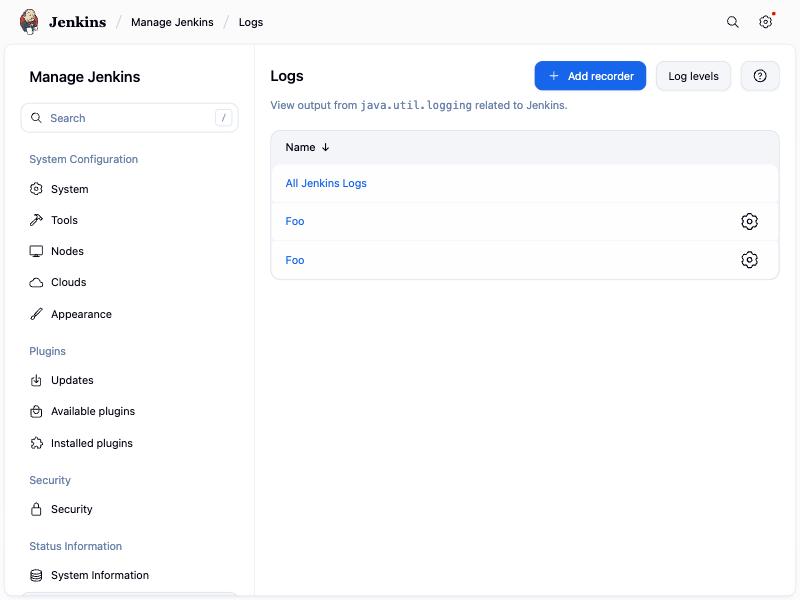 Jenkins / Manage Jenkins / Logs
Manage Jenkins
Search /
System Configuration
System
Tools
Nodes
Clouds
Appearance
Plugins
Updates
Available plugins
Installed plugins
Security
Security
Status Information
System Information
Logs
Add recorder
Log levels
View output from java.util.logging related to Jenkins.
Name ↓
All Jenkins Logs
Foo
Foo